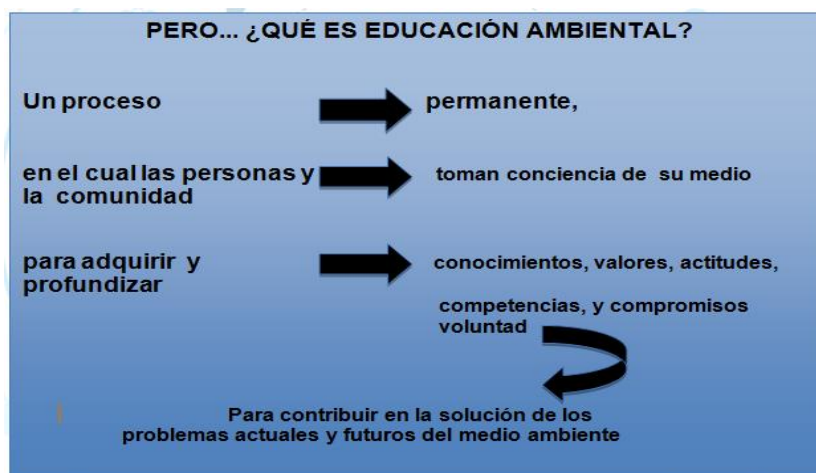 PERO... ¿QUÉ ES EDUCACIÓN AMBIENTAL?
Un proceso
permanente,
en el cual las personas y
la comunidad
toman conciencia de su medio
para adquirir y
profundizar
conocimientos, valores, actitudes,
competencias, y compromisos
voluntad
Para contribuir en la solución de los
problemas actuales y futuros del medio ambiente